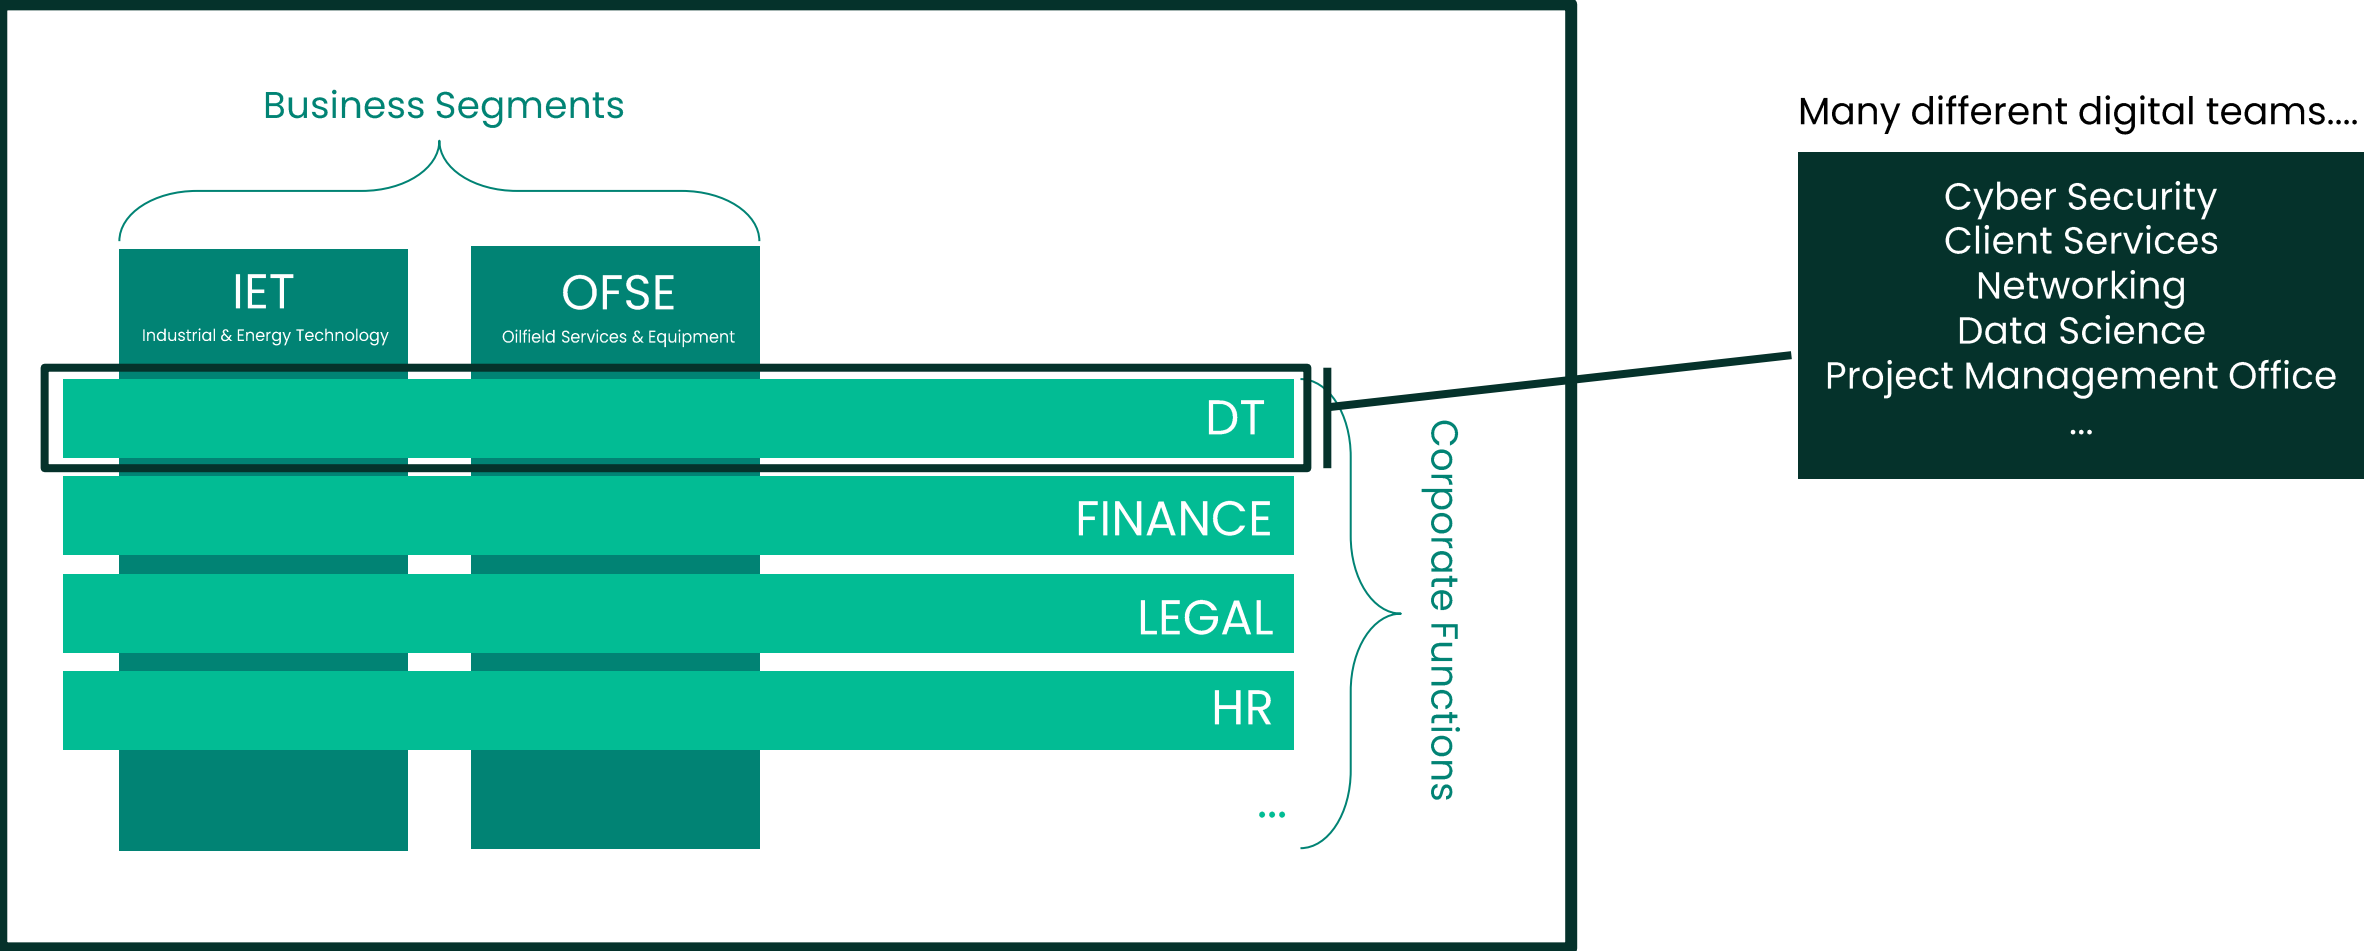 Business Segments
IET
Industrial & Energy Technology
OFSE
Oilfield Services & Equipment
DT
FINANCE
LEGAL
HR
...
Corporate Functions
Many different digital teams....
Cyber Security
Client Services
Networking
Data Science
Project Management Office
...